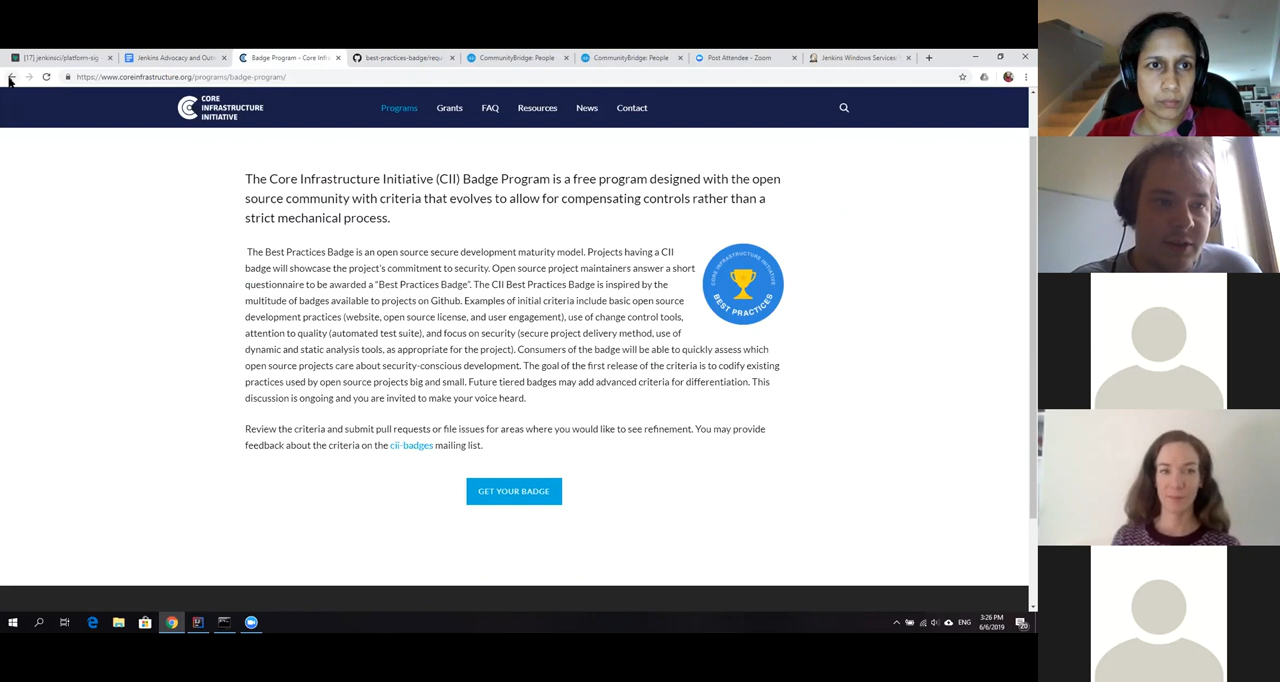 [17] jenkinsci/platform-sig
Jenkins Advocacy and Out
Badge Program – Core Infr
best-practices-badge/requ
CommunityBridge: People
CommunityBridge: People
Post Attendee - Zoom
Jenkins Windows Services
https://www.coreinfrastructure.org/programs/badge-program/
CORE
INFRASTRUCTURE
INITIATIVE
Programs
Grants
FAQ
Resources
News
Contact
The Core Infrastructure Initiative (CII) Badge Program is a free program designed with the open
source community with criteria that evolves to allow for compensating controls rather than a
strict mechanical process.
The Best Practices Badge is an open source secure development maturity model. Projects having a CII
badge will showcase the project's commitment to security. Open source project maintainers answer a short
questionnaire to be awarded a “Best Practices Badge”. The CII Best Practices Badge is inspired by the
multitude of badges available to projects on Github. Examples of initial criteria include basic open source
development practices (website, open source license, and user engagement), use of change control tools,
attention to quality (automated test suite), and focus on security (secure project delivery method, use of
dynamic and static analysis tools, as appropriate for the project). Consumers of the badge will be able to quickly assess which
open source projects care about security-conscious development. The goal of the first release of the criteria is to codify existing
practices used by open source projects big and small. Future tiered badges may add advanced criteria for differentiation. This
discussion is ongoing and you are invited to make your voice heard.
CORE INFRASTRUCTURE INITIATIVE
BEST PRACTICES
Review the criteria and submit pull requests or file issues for areas where you would like to see refinement. You may provide
feedback about the criteria on the cii-badges mailing list.
GET YOUR BADGE
ENG
3:26 PM
6/6/2019
20